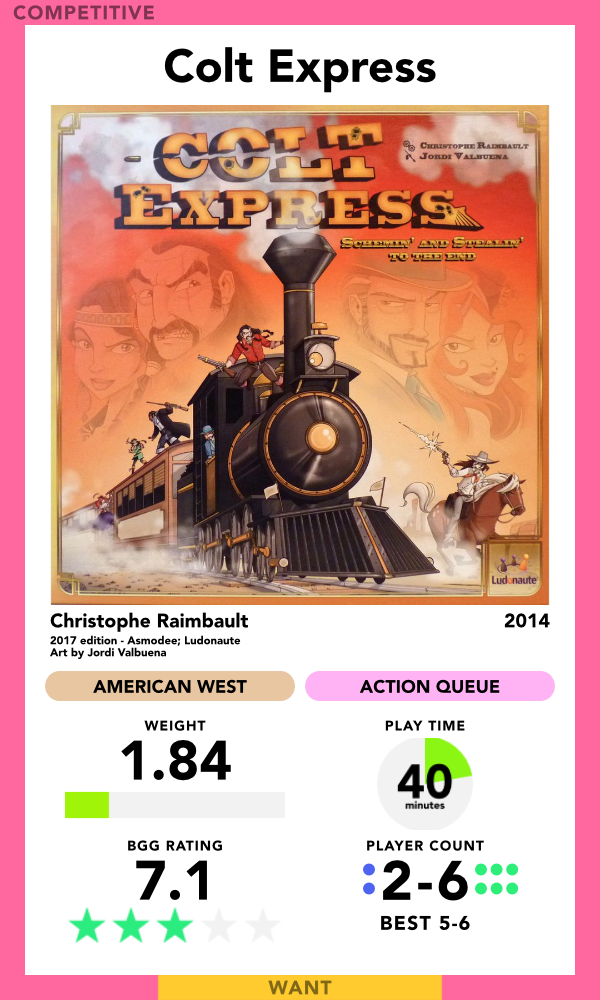 COMPETITIVE
Colt Express
COLT
EXPRESS
CHRISTOPHE RAIMBAULT
JORDI VALBUENA
SCHEMIN' AND STEALIN'
TO THE END
Ludonaute
Christophe Raimbault 2014
2017 edition - Asmodee; Ludonaute
Art by Jordi Valbuena
AMERICAN WEST ACTION QUEUE
WEIGHT PLAY TIME
1.84 40
minutes
BGG RATING PLAYER COUNT
7.1 2-6
BEST 5-6
WANT